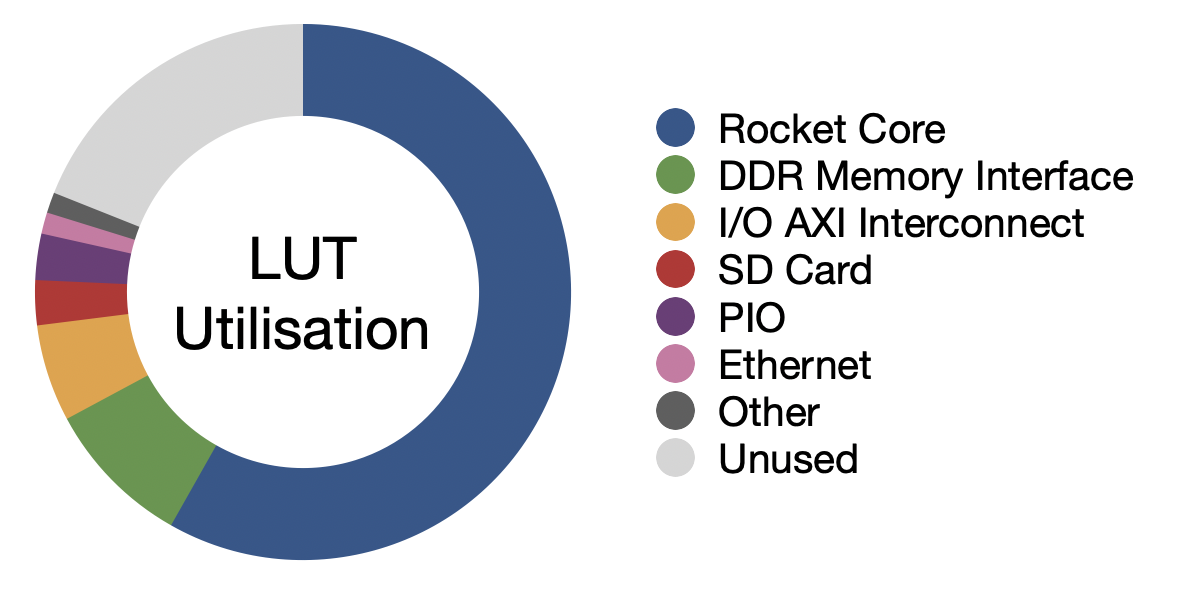 LUT
Utilisation
Rocket Core
DDR Memory Interface
I/O AXI Interconnect
SD Card
PIO
Ethernet
Other
Unused